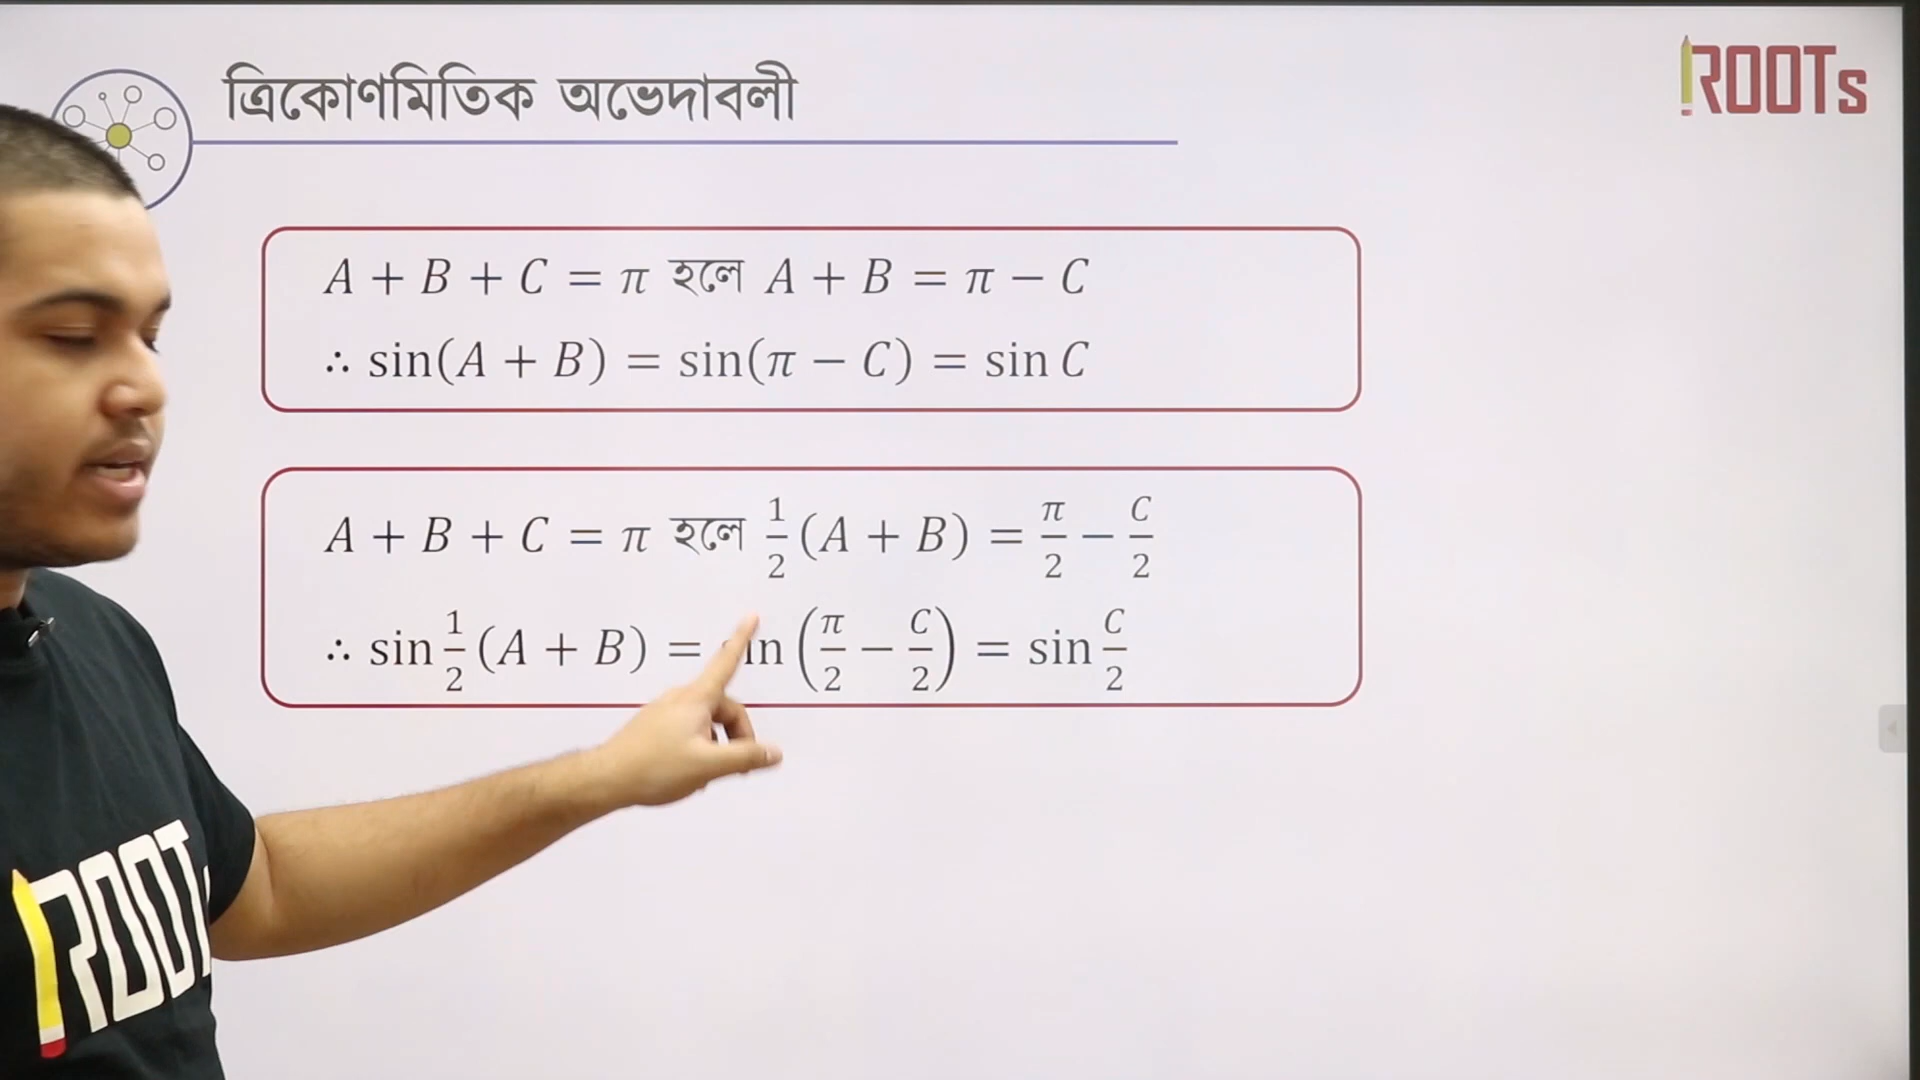 ত্রিকোণমিতিক অভেদাবলী
ROOTs
A + B + C = π হলে A + B = π − C
∴ sin(A + B) = sin(π − C) = sin C
A + B + C = π হলে 1/2 (A + B) = π/2 − C/2
∴ sin 1/2 (A + B) = sin (π/2 − C/2) = sin C/2
ROOTs